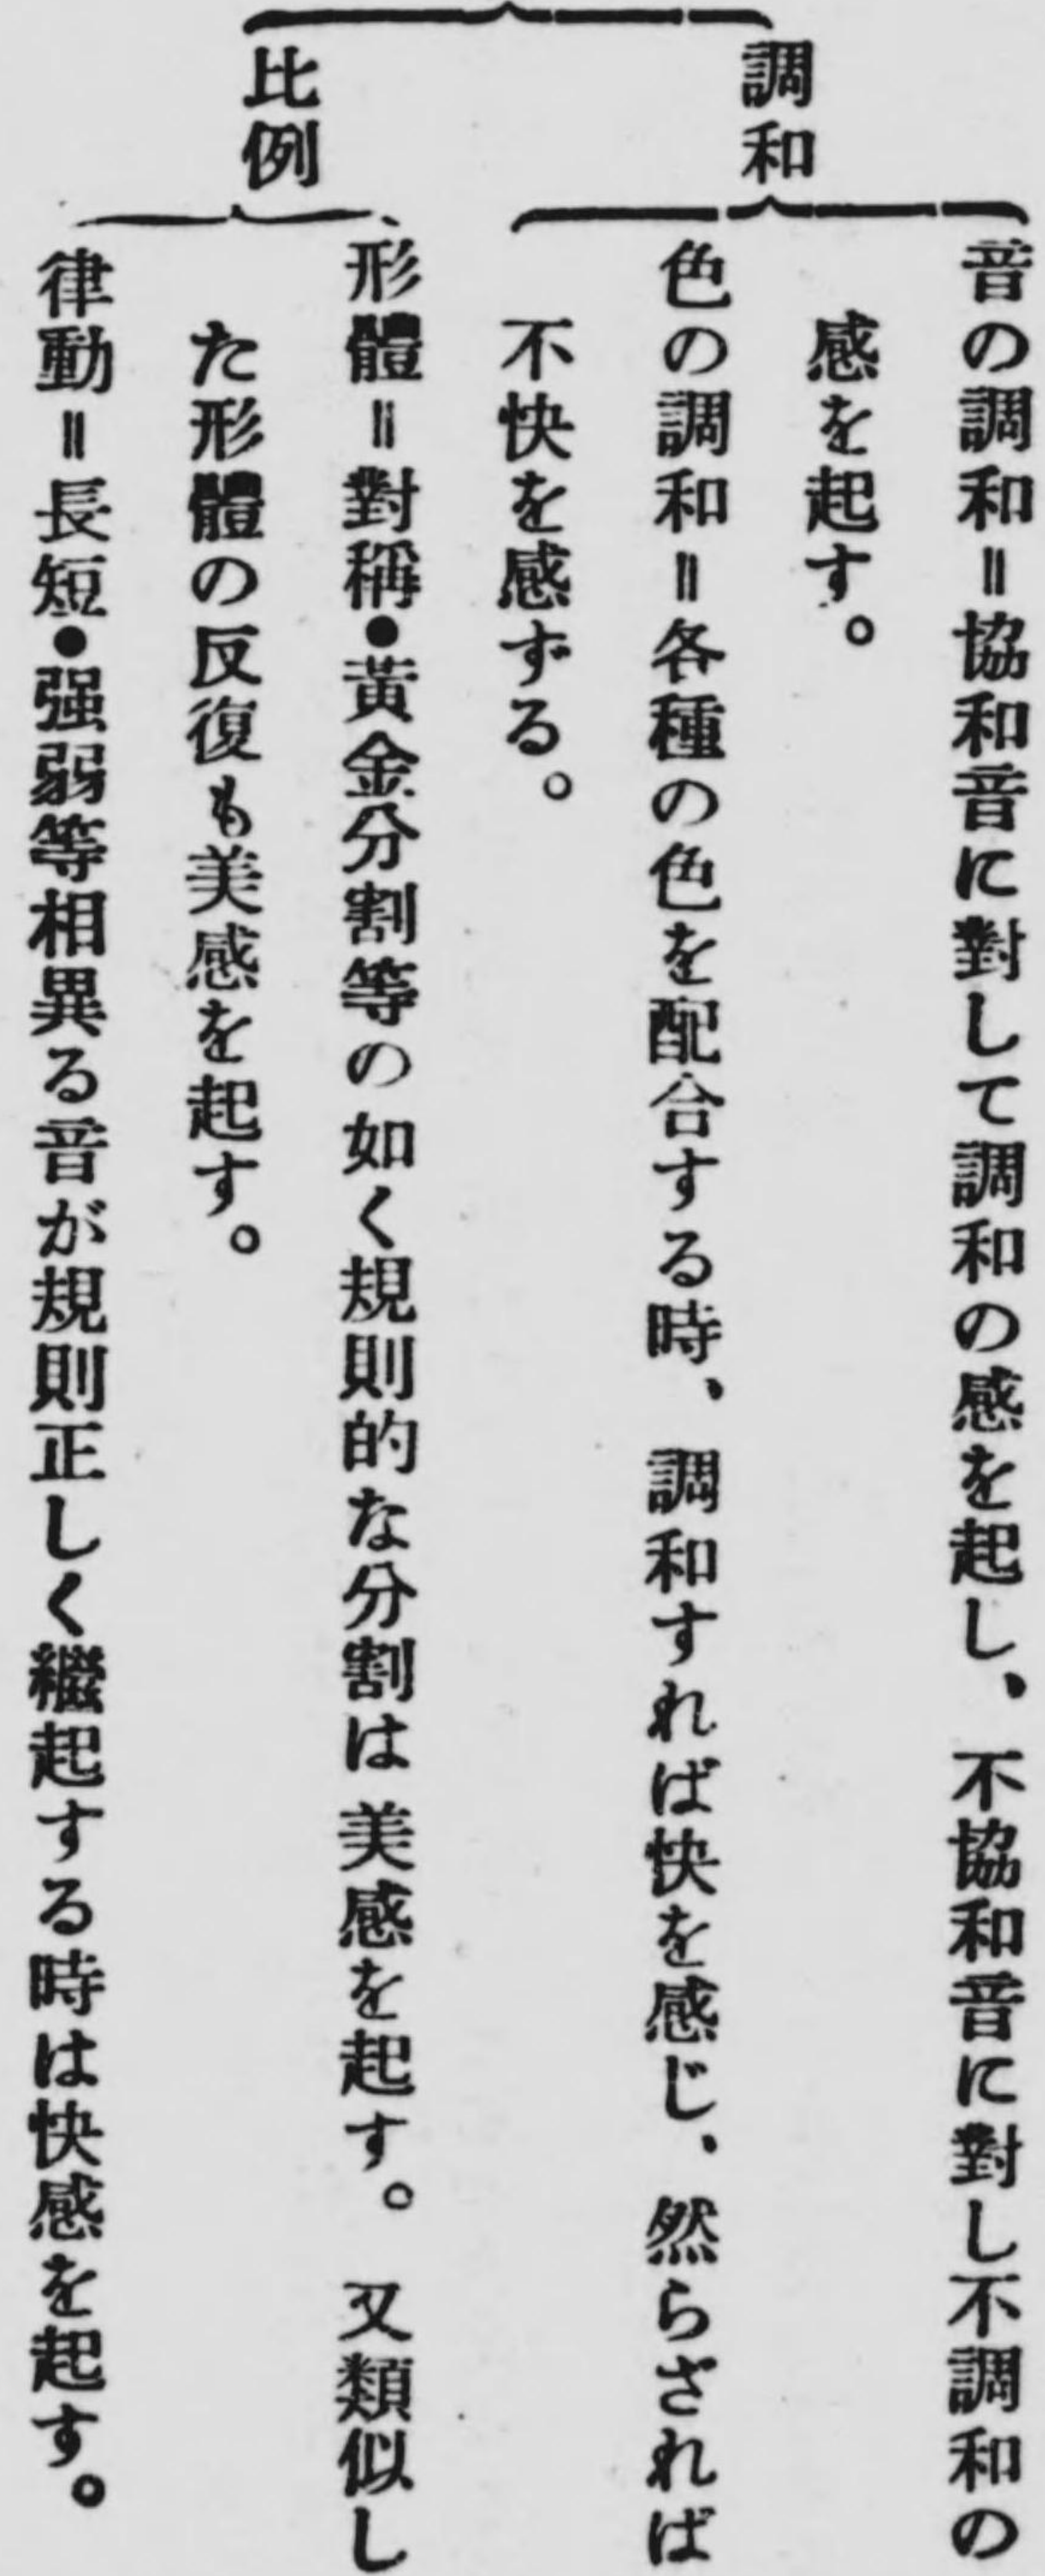 調和
音の調和=協和音に對して調和の感を起し、不協和音に對し不調和の
感を起す。
色の調和=各種の色を配合する時、調和すれば快を感じ、然らざれば
不快を感ずる。
比例
形體=對稱●黃金分割等の如く規則的な分割は美感を起す。又類似し
た形體の反復も美感を起す。
律動=長短●强弱等相異る音が規則正しく繼起する時は快感を起す。